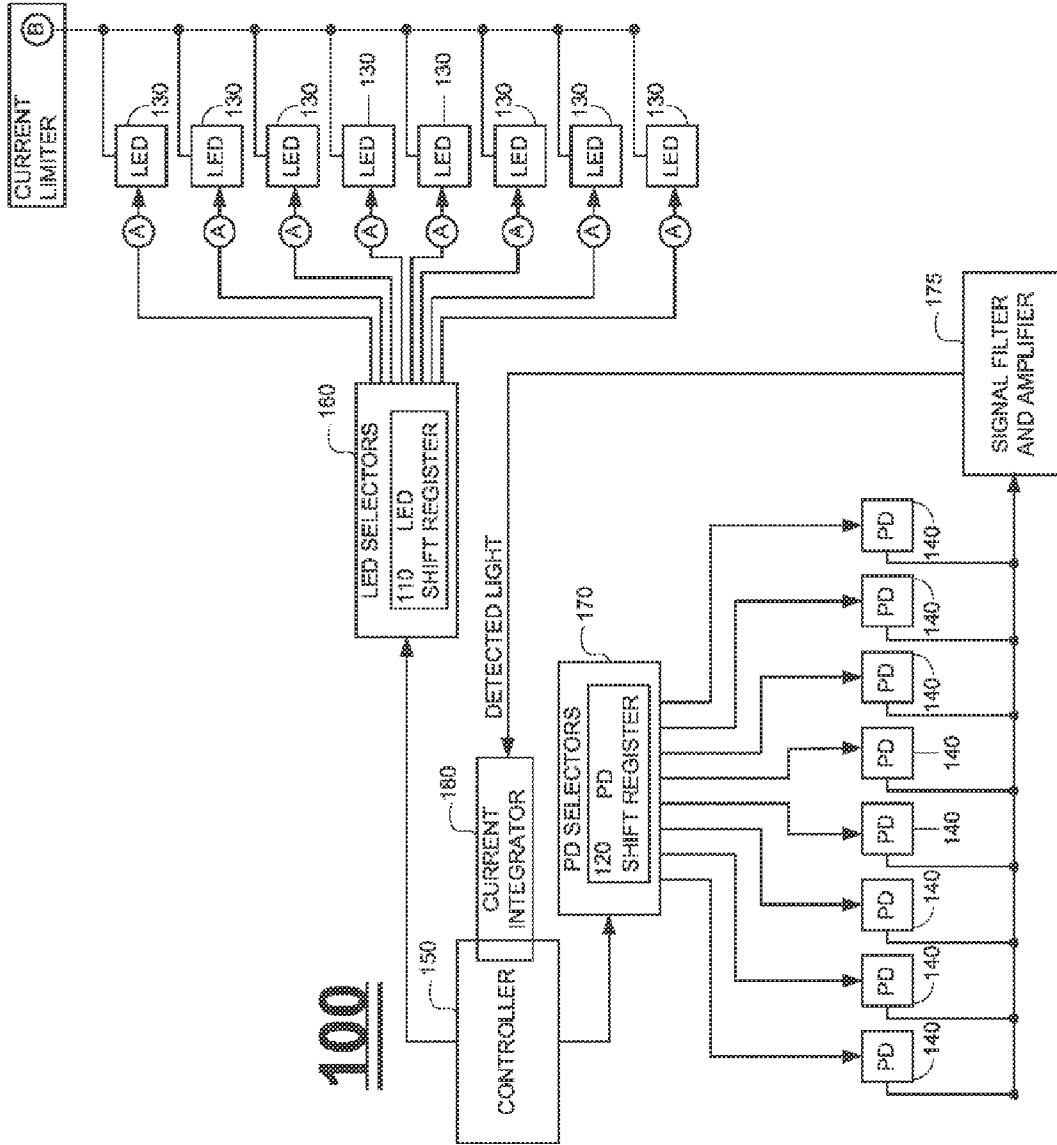 CURRENT
LIMITER
B
A
LED
130
A
LED
130
A
LED
130
A
LED
130
A
LED
130
A
LED
130
A
LED
130
A
LED
130
100
160
LED SELECTORS
110 LED
SHIFT REGISTER
150
CONTROLLER
180
CURRENT
INTEGRATOR
DETECTED LIGHT
170
PD SELECTORS
120 PD
SHIFT REGISTER
PD
140
PD
140
PD
140
PD
140
PD
140
PD
140
PD
140
PD
140
175
SIGNAL FILTER
AND AMPLIFIER